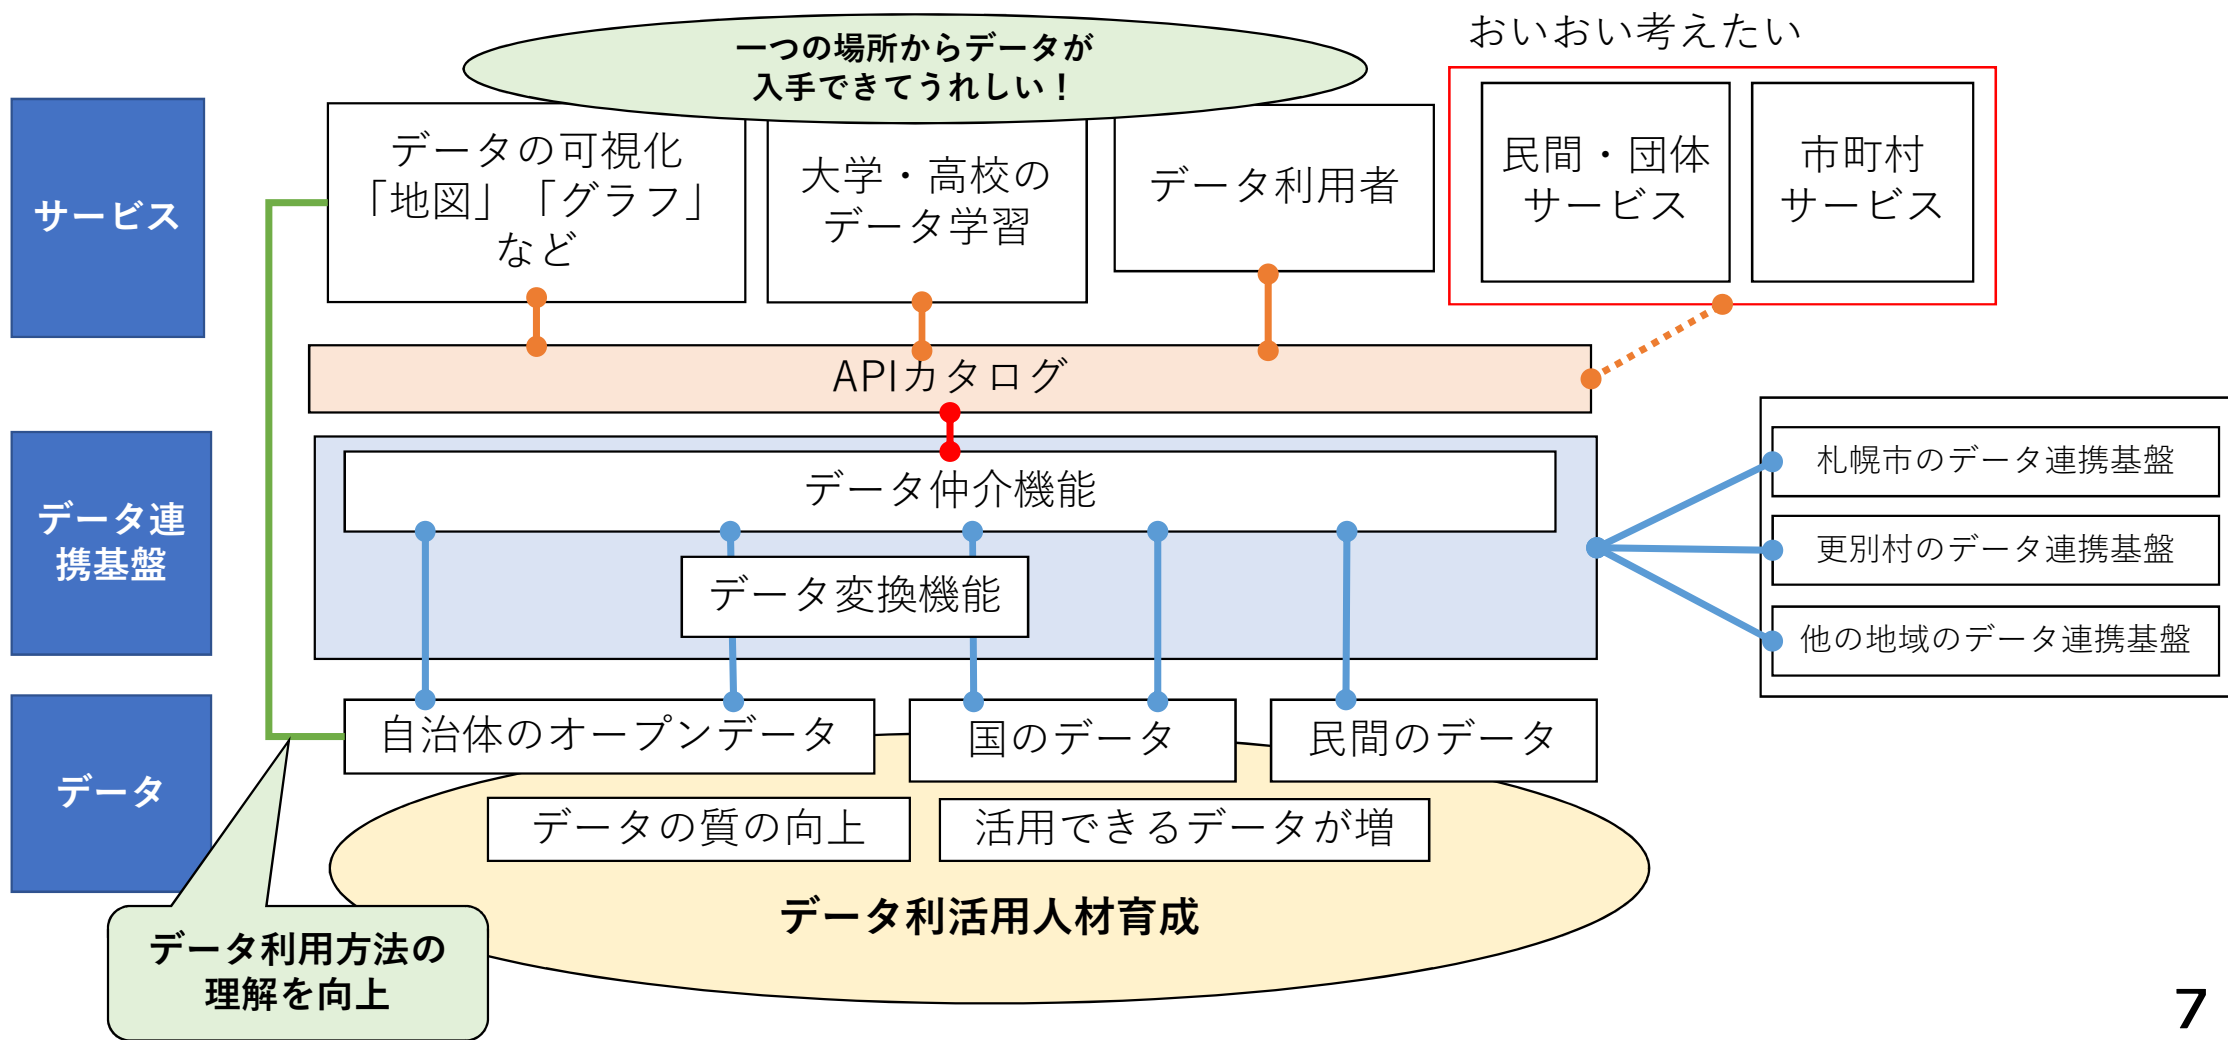 一つの場所からデータが
入手できてうれしい！
おいおい考えたい
サービス
データの可視化
「地図」「グラフ」
など
大学・高校の
データ学習
データ利用者
民間・団体
サービス
市町村
サービス
APIカタログ
データ連
携基盤
データ仲介機能
データ変換機能
札幌市のデータ連携基盤
更別村のデータ連携基盤
他の地域のデータ連携基盤
データ
自治体のオープンデータ
国のデータ
民間のデータ
データの質の向上
活用できるデータが増
データ利活用人材育成
データ利用方法の
理解を向上
7